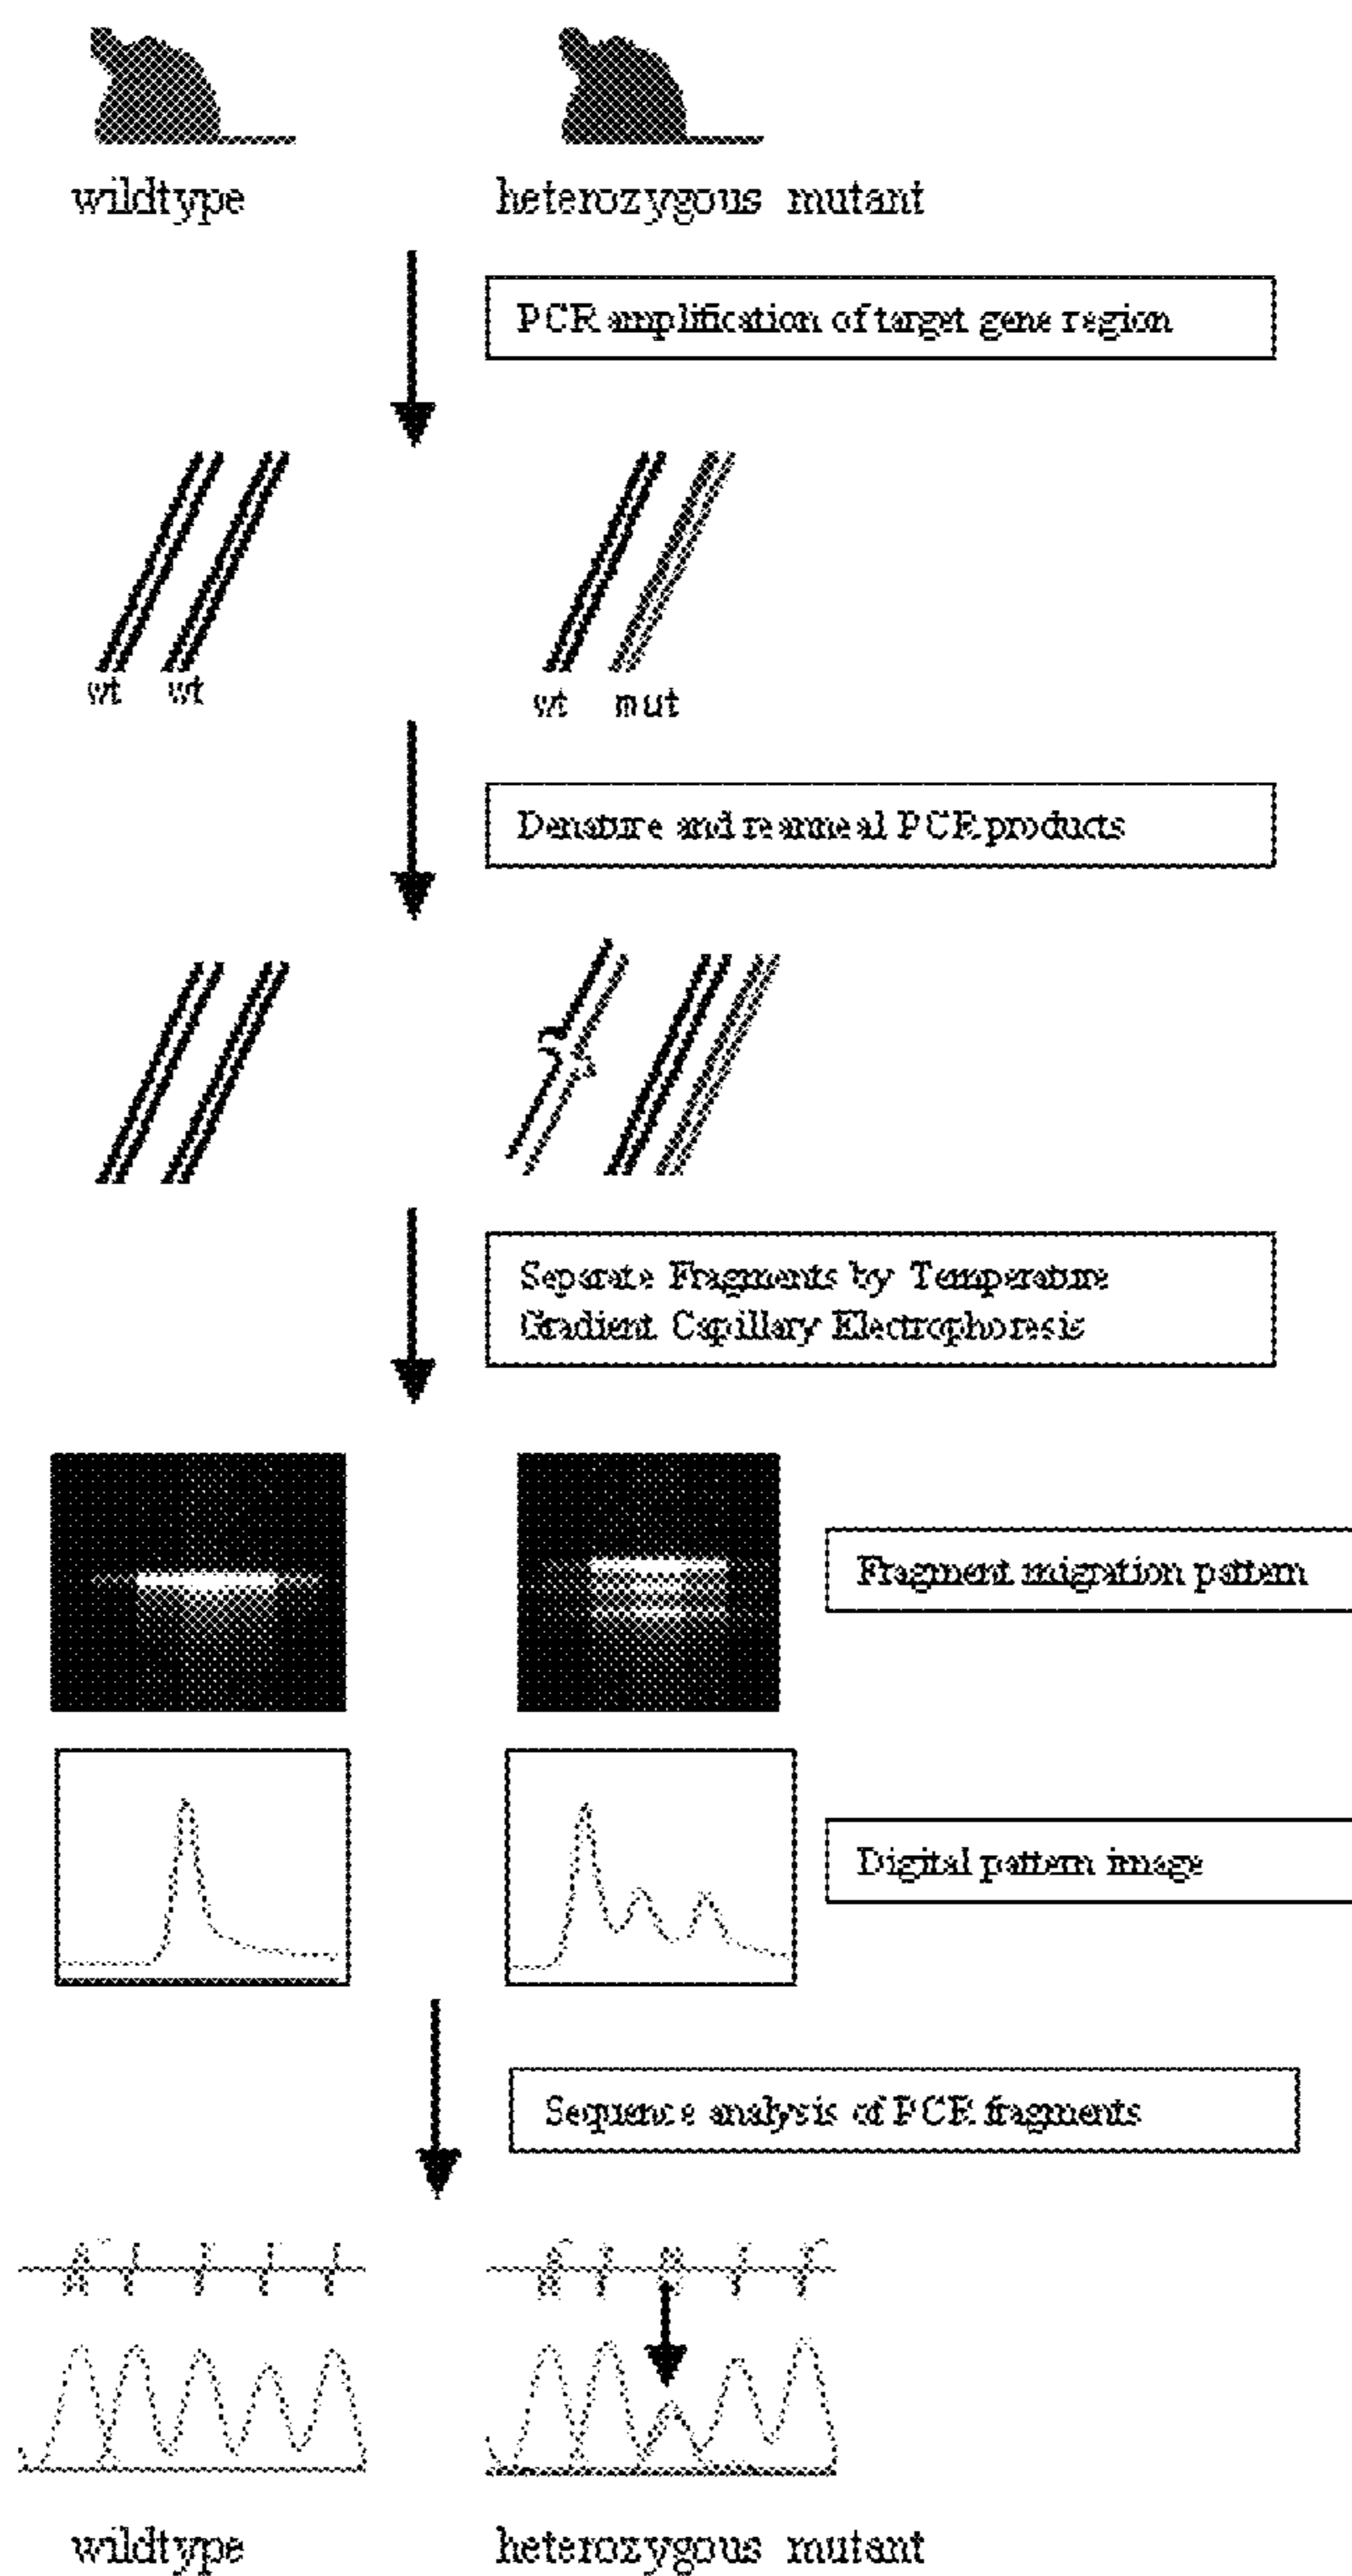 wildtype
heterozygous mutant
PCR amplification of target gene region
wt wt
wt mut
Denature and reanneal PCR products
Separate Fragments by Temperature
Gradient Capillary Electrophoresis
Fragment migration pattern
Digital pattern image
Sequence analysis of PCR fragments
wildtype
heterozygous mutant